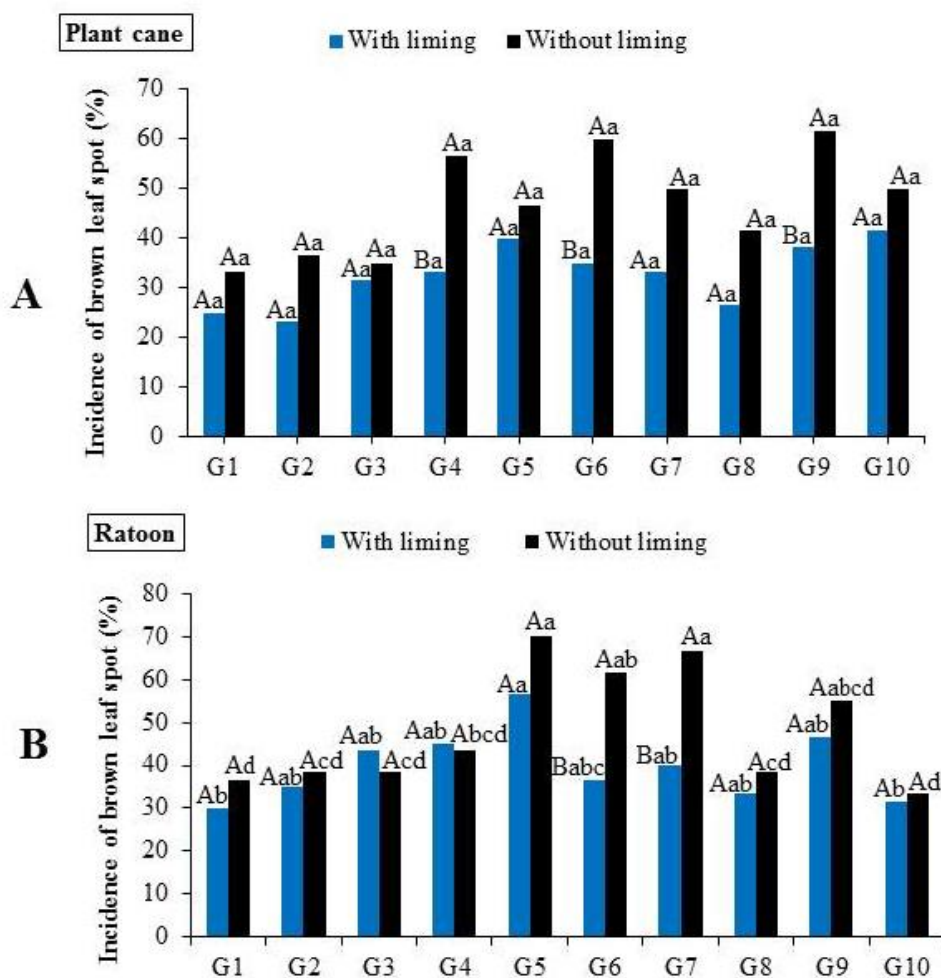 Plant cane
With liming Without liming
A
Incidence of brown leaf spot (%)
70
60
50
40
30
20
10
0
Aa Aa Aa Aa Aa Aa Ba Aa Aa Aa Ba Aa Aa Aa Aa Aa Ba Aa Aa Aa
G1 G2 G3 G4 G5 G6 G7 G8 G9 G10
Ratoon
With liming Without liming
B
Incidence of brown leaf spot (%)
80
70
60
50
40
30
20
10
0
Ab Ad Aab Acd Aab Acd Aab Abcd Aa Aa Babc Aab Bab Aa Aab Acd Aab Aabcd Ab Ad
G1 G2 G3 G4 G5 G6 G7 G8 G9 G10